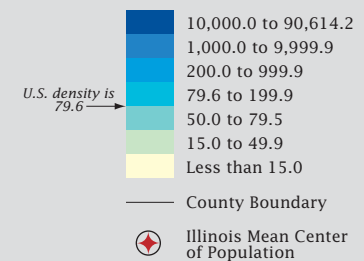 10,000.0 to 90,614.2
1,000.0 to 9,999.9
200.0 to 999.9
U.S. density is
79.6
79.6 to 199.9
50.0 to 79.5
15.0 to 49.9
Less than 15.0
County Boundary
Illinois Mean Center
of Population